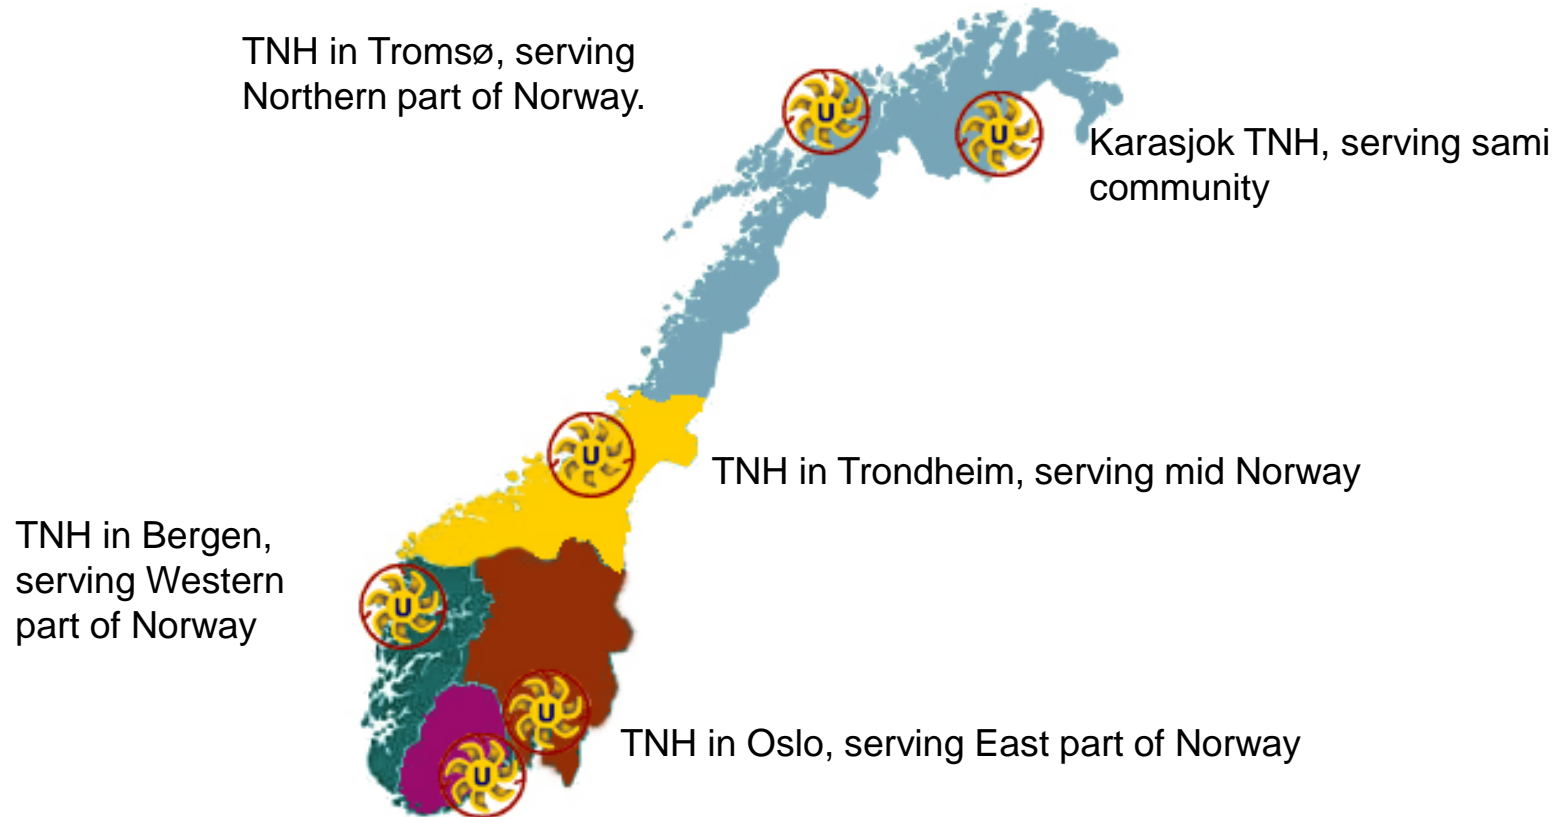 TNH in Tromsø, serving
Northern part of Norway.
U
U
Karasjok TNH, serving sami
community
U
TNH in Trondheim, serving mid Norway
TNH in Bergen,
serving Western
part of Norway
U
U
TNH in Oslo, serving East part of Norway
U